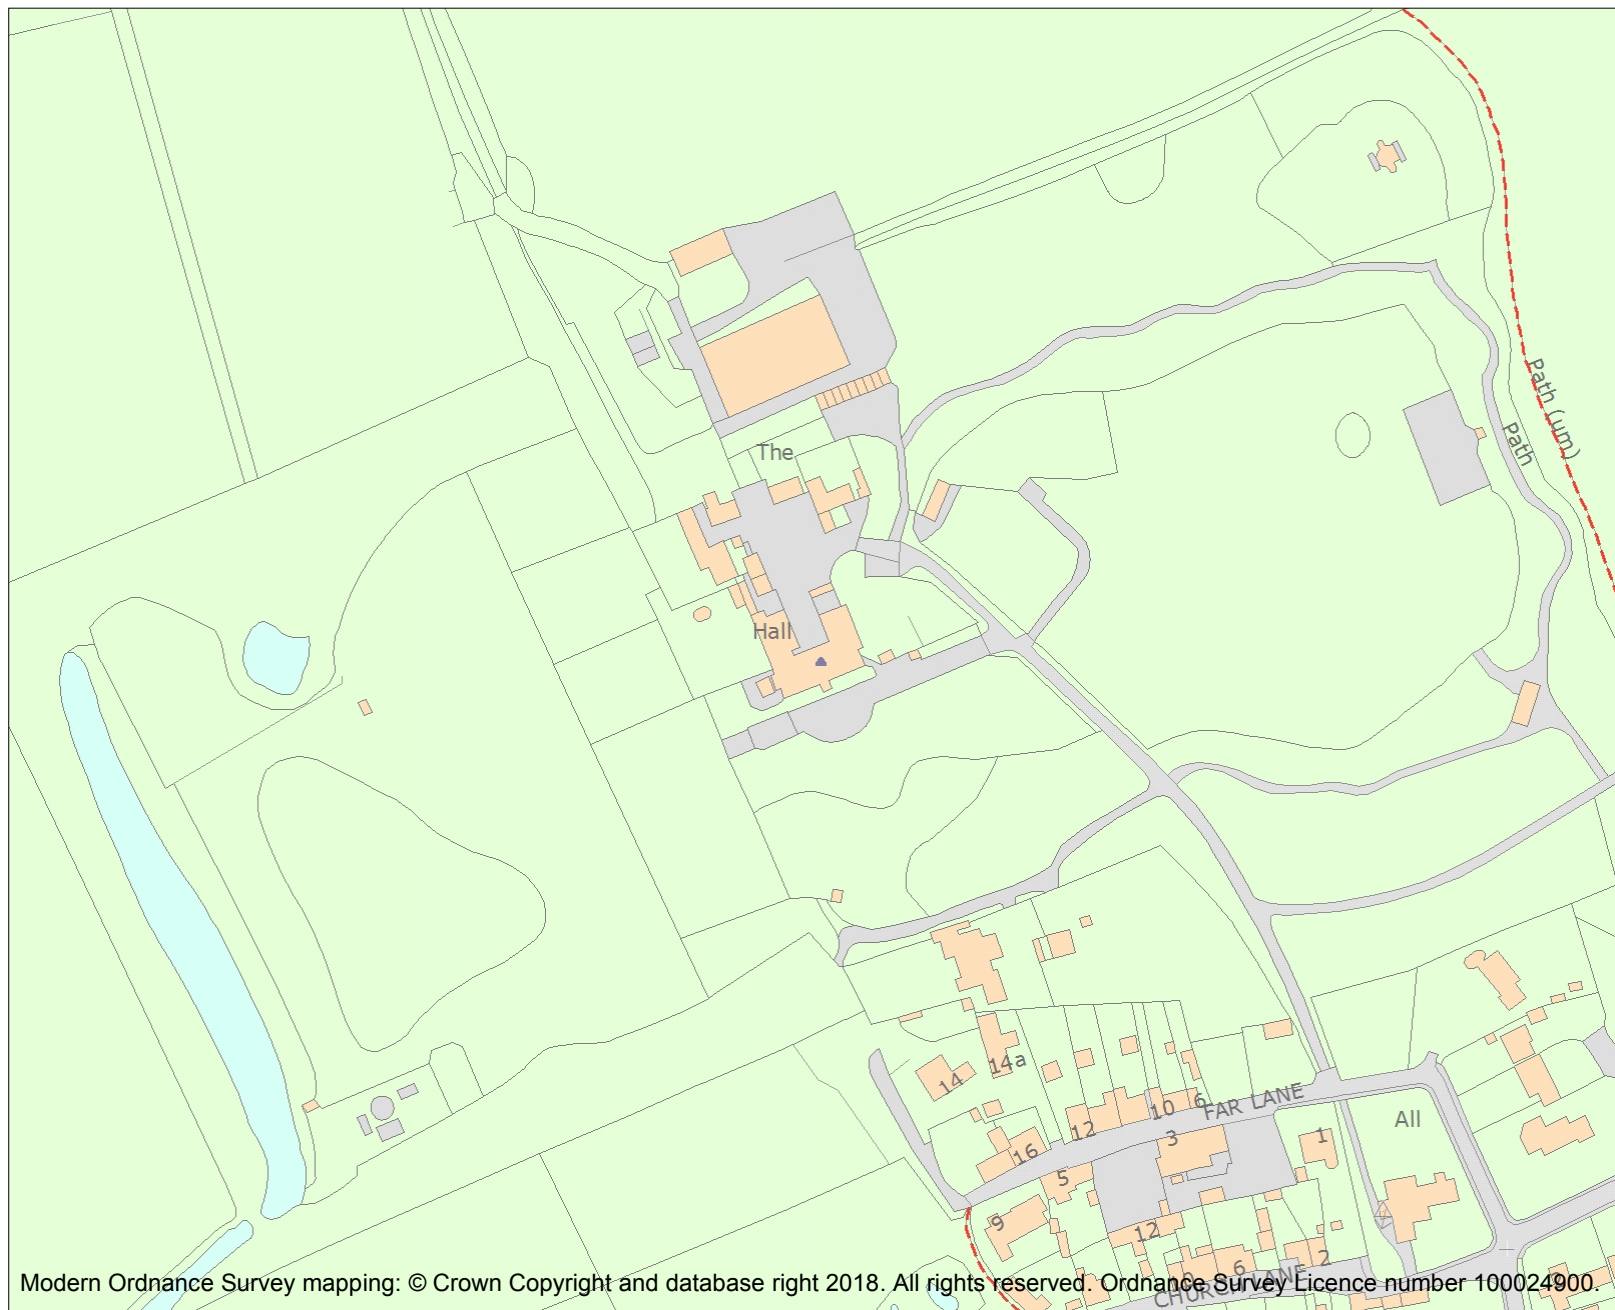 Path (um)
Path
The
Hall
14a
14
10
6
FAR LANE
12
3
1
All
16
5
9
12
6
2
CHURCH LANE
Modern Ordnance Survey mapping: © Crown Copyright and database right 2018. All rights reserved. Ordnance Survey Licence number 100024900.